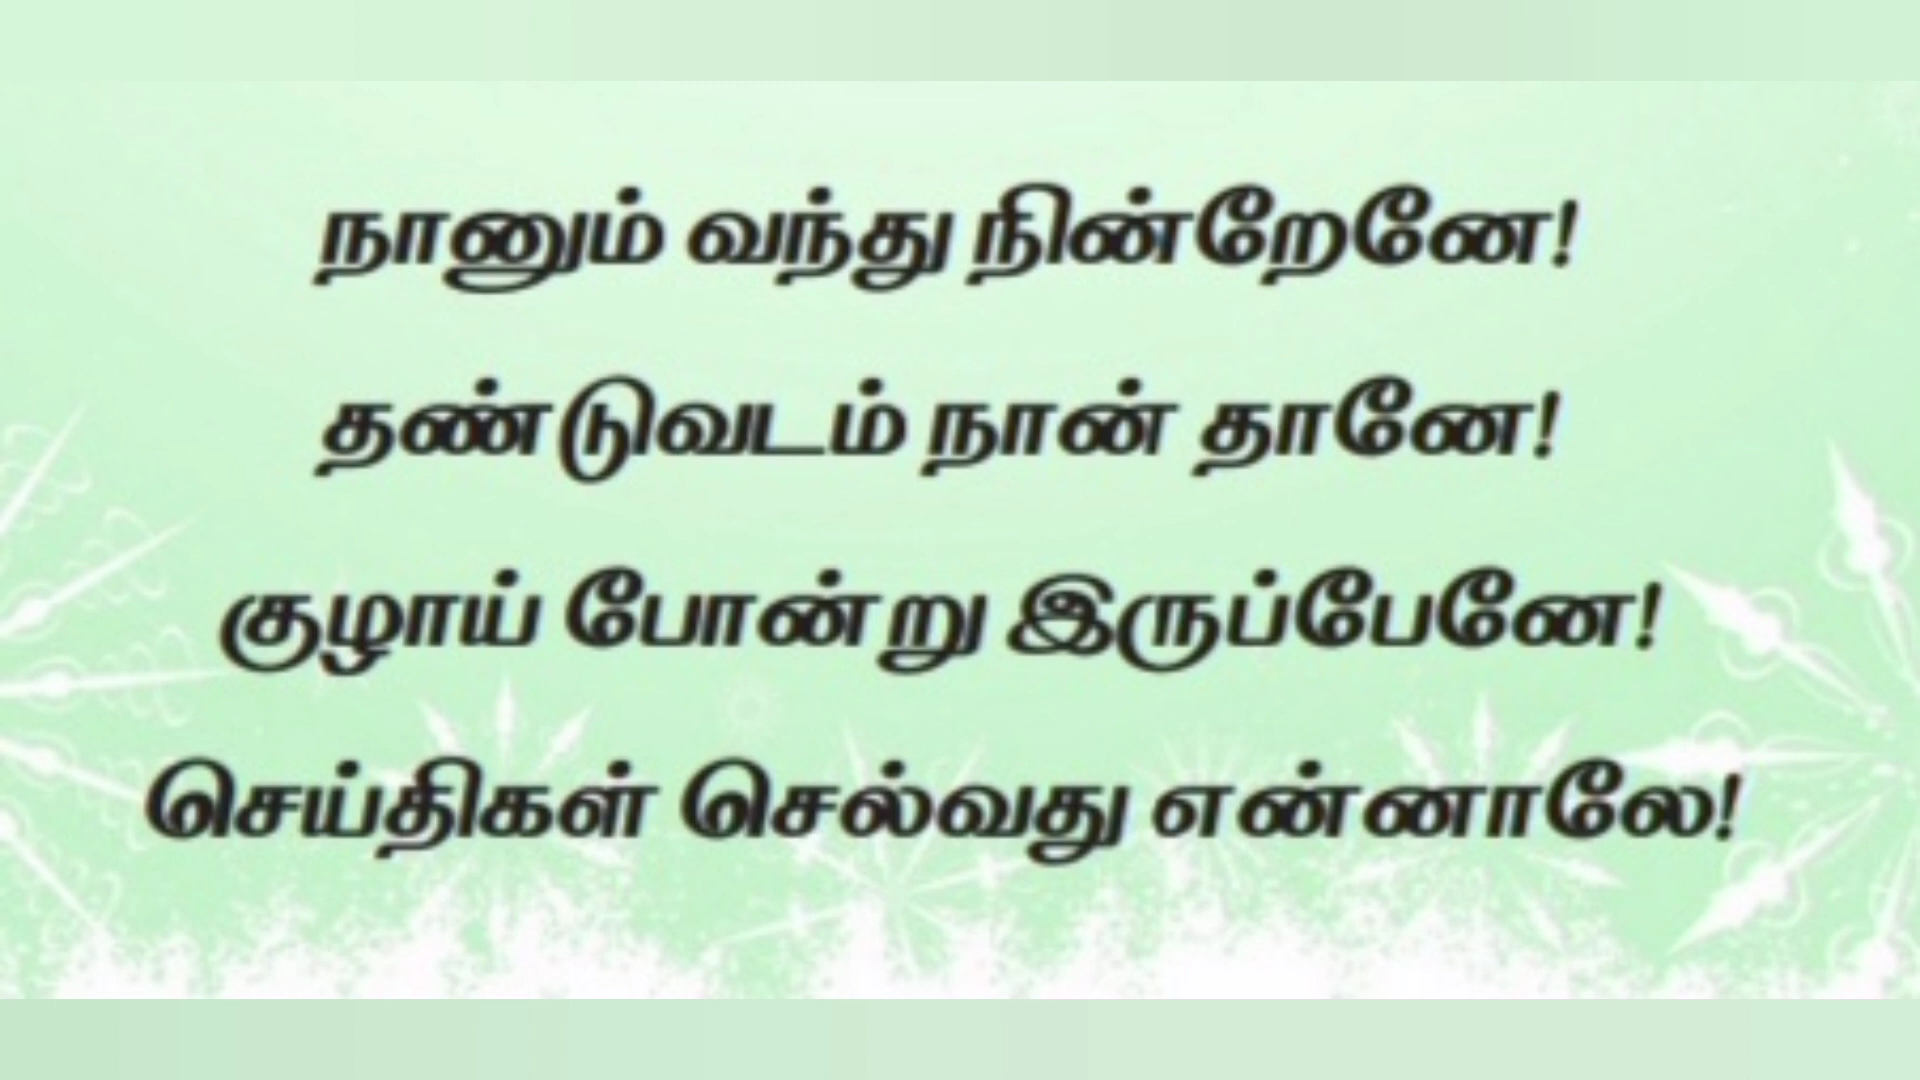 நானும் வந்து நின்றேனே!
தண்டுவடம் நான் தானே!
குழாய் போன்று இருப்பேனே!
செய்திகள் செல்வது என்னாலே!